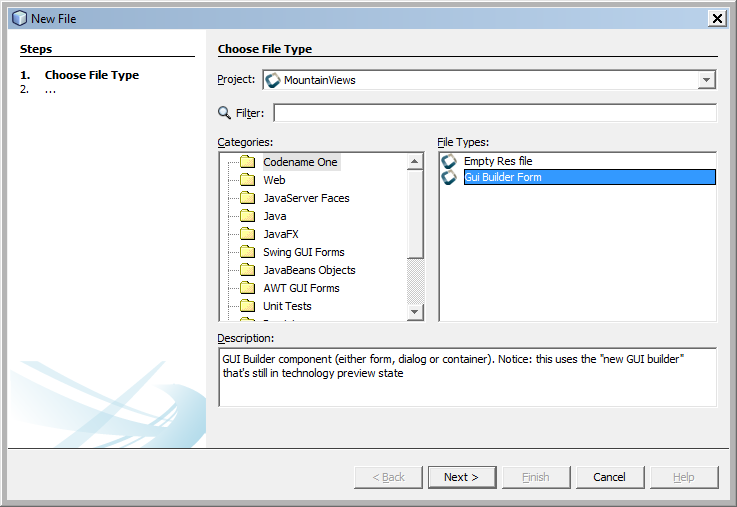 New File
Steps
1. Choose File Type
2. ...
Choose File Type
Project: MountainViews
Filter:
Categories:
Codename One
Web
JavaServer Faces
Java
JavaFX
Swing GUI Forms
JavaBeans Objects
AWT GUI Forms
Unit Tests
File Types:
Empty Res file
Gui Builder Form
Description:
GUI Builder component (either form, dialog or container). Notice: this uses the "new GUI builder"
that's still in technology preview state
< Back
Next >
Finish
Cancel
Help